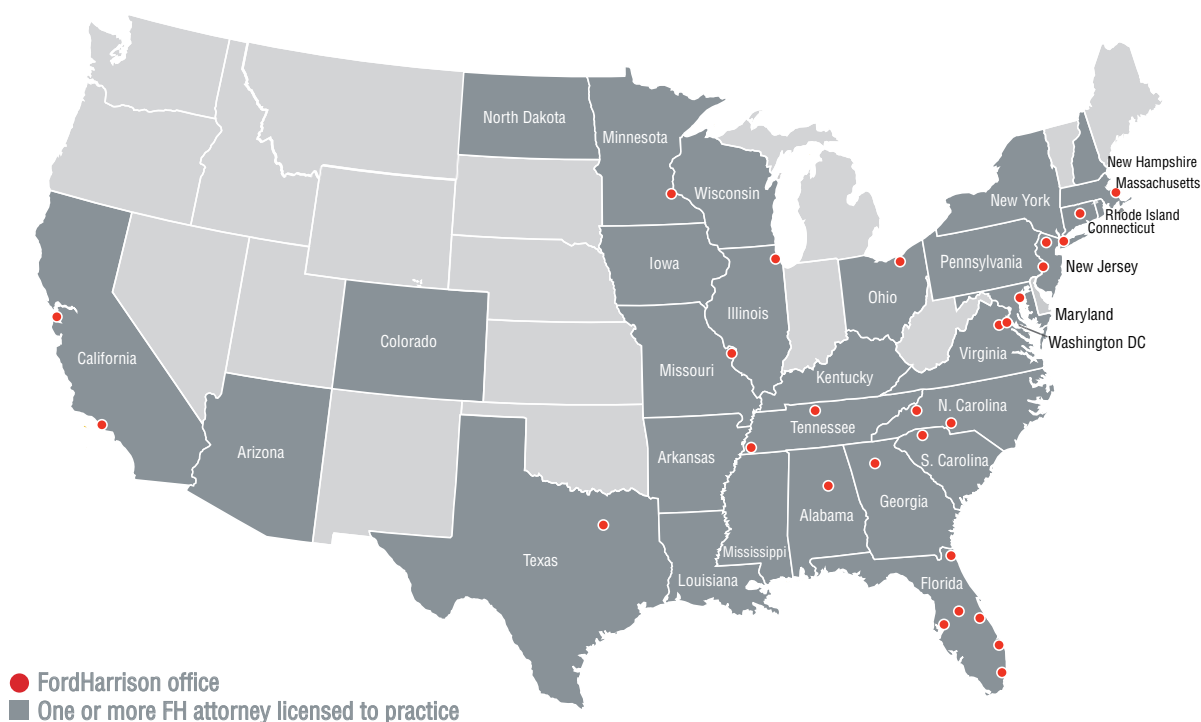 North Dakota
Minnesota
New Hampshire
Massachusetts
Wisconsin
New York
Rhode Island
Connecticut
Iowa
Pennsylvania
New Jersey
Ohio
Illinois
Maryland
Colorado
Washington DC
California
Virginia
Missouri
Kentucky
N. Carolina
Tennessee
Arizona
Arkansas
S. Carolina
Georgia
Alabama
Mississippi
Texas
Louisiana
Florida
FordHarrison office
One or more FH attorney licensed to practice